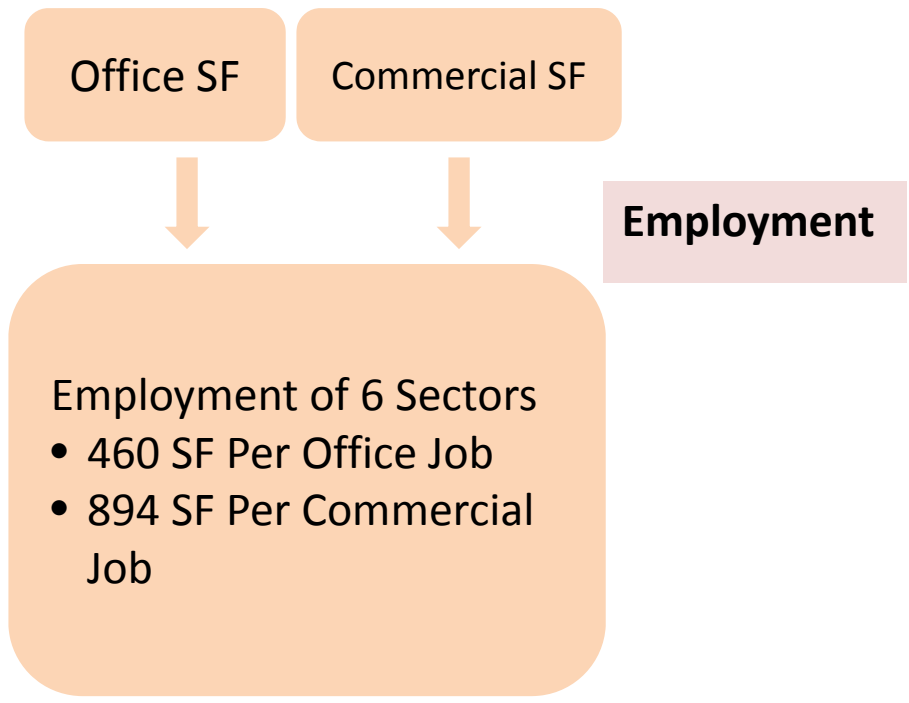 Office SF
Commercial SF
Employment
Employment of 6 Sectors
• 460 SF Per Office Job
• 894 SF Per Commercial
Job